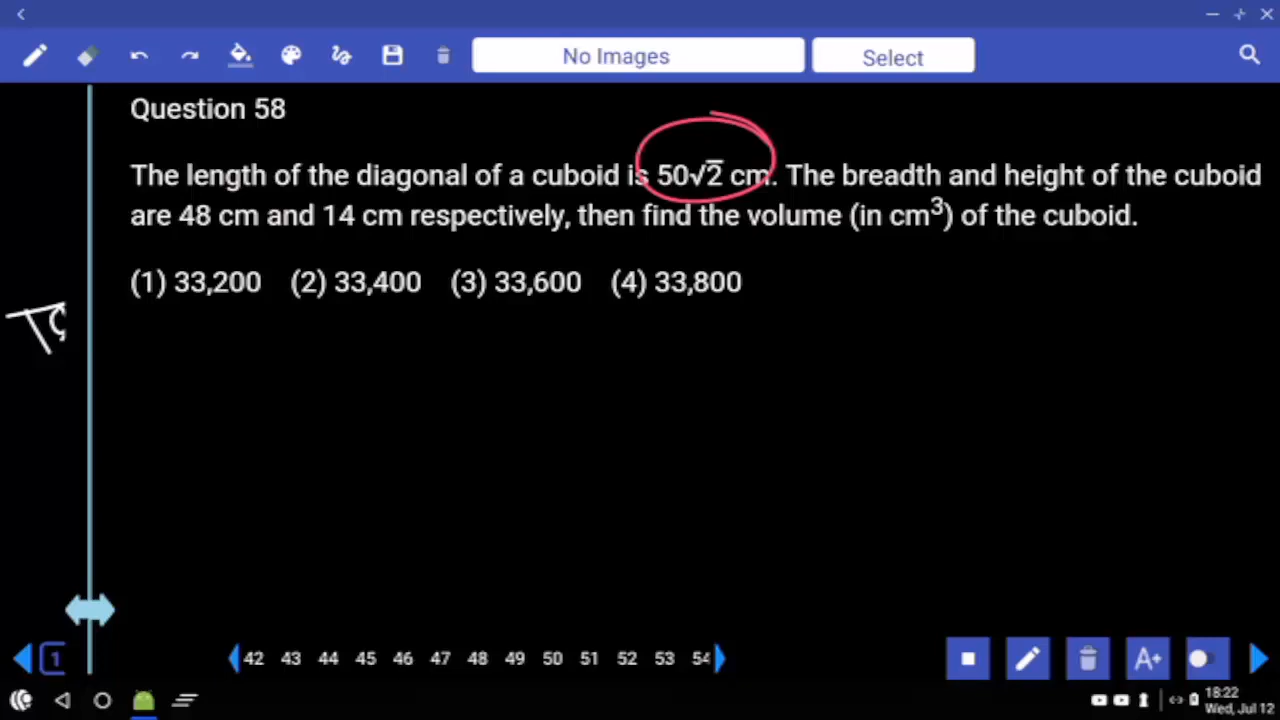 No Images
Select
Question 58
The length of the diagonal of a cuboid is 50√2 cm. The breadth and height of the cuboid
are 48 cm and 14 cm respectively, then find the volume (in cm³) of the cuboid.
(1) 33,200 (2) 33,400 (3) 33,600 (4) 33,800
1
42 43 44 45 46 47 48 49 50 51 52 53
A+
18:22
Wed, Jul 12